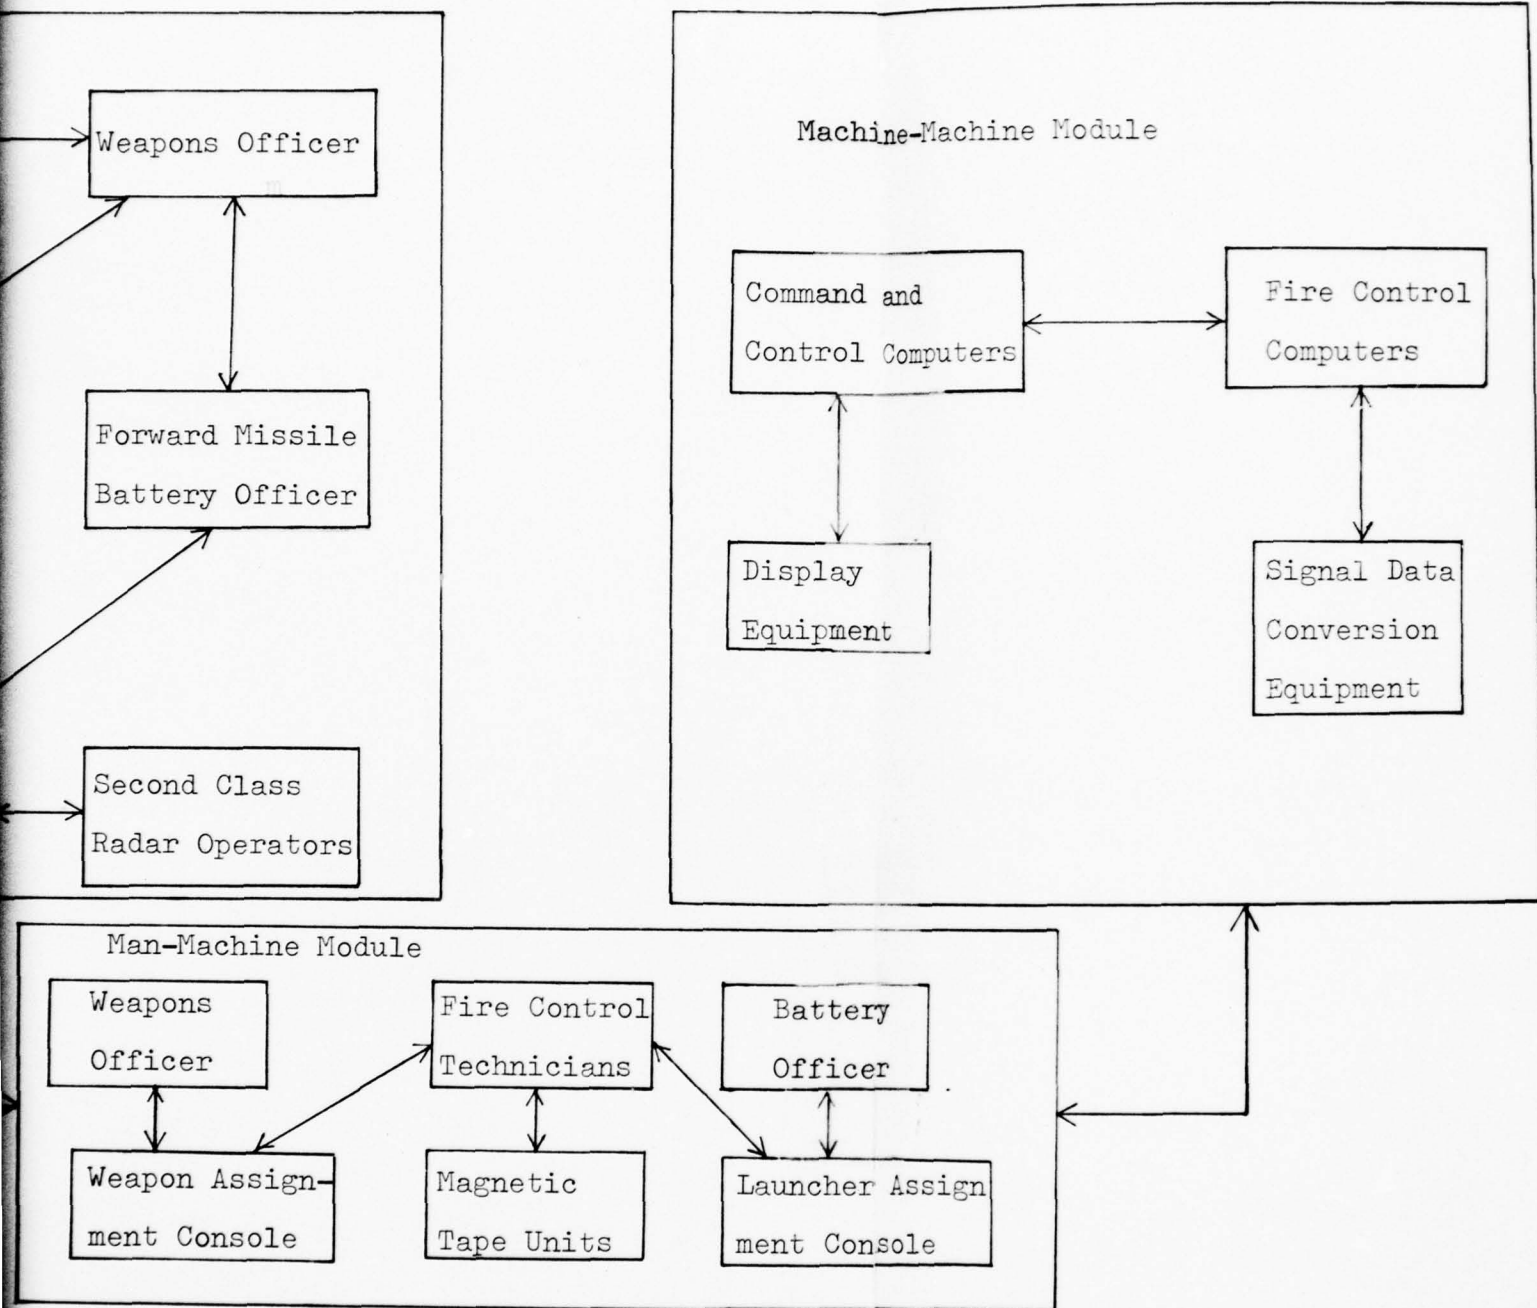 Weapons Officer
Forward Missile
Battery Officer
Second Class
Radar Operators
Machine-Machine Module
Command and
Control Computers
Fire Control
Computers
Display
Equipment
Signal Data
Conversion
Equipment
Man-Machine Module
Weapons
Officer
Fire Control
Technicians
Battery
Officer
Weapon Assign-
ment Console
Magnetic
Tape Units
Launcher Assign
ment Console